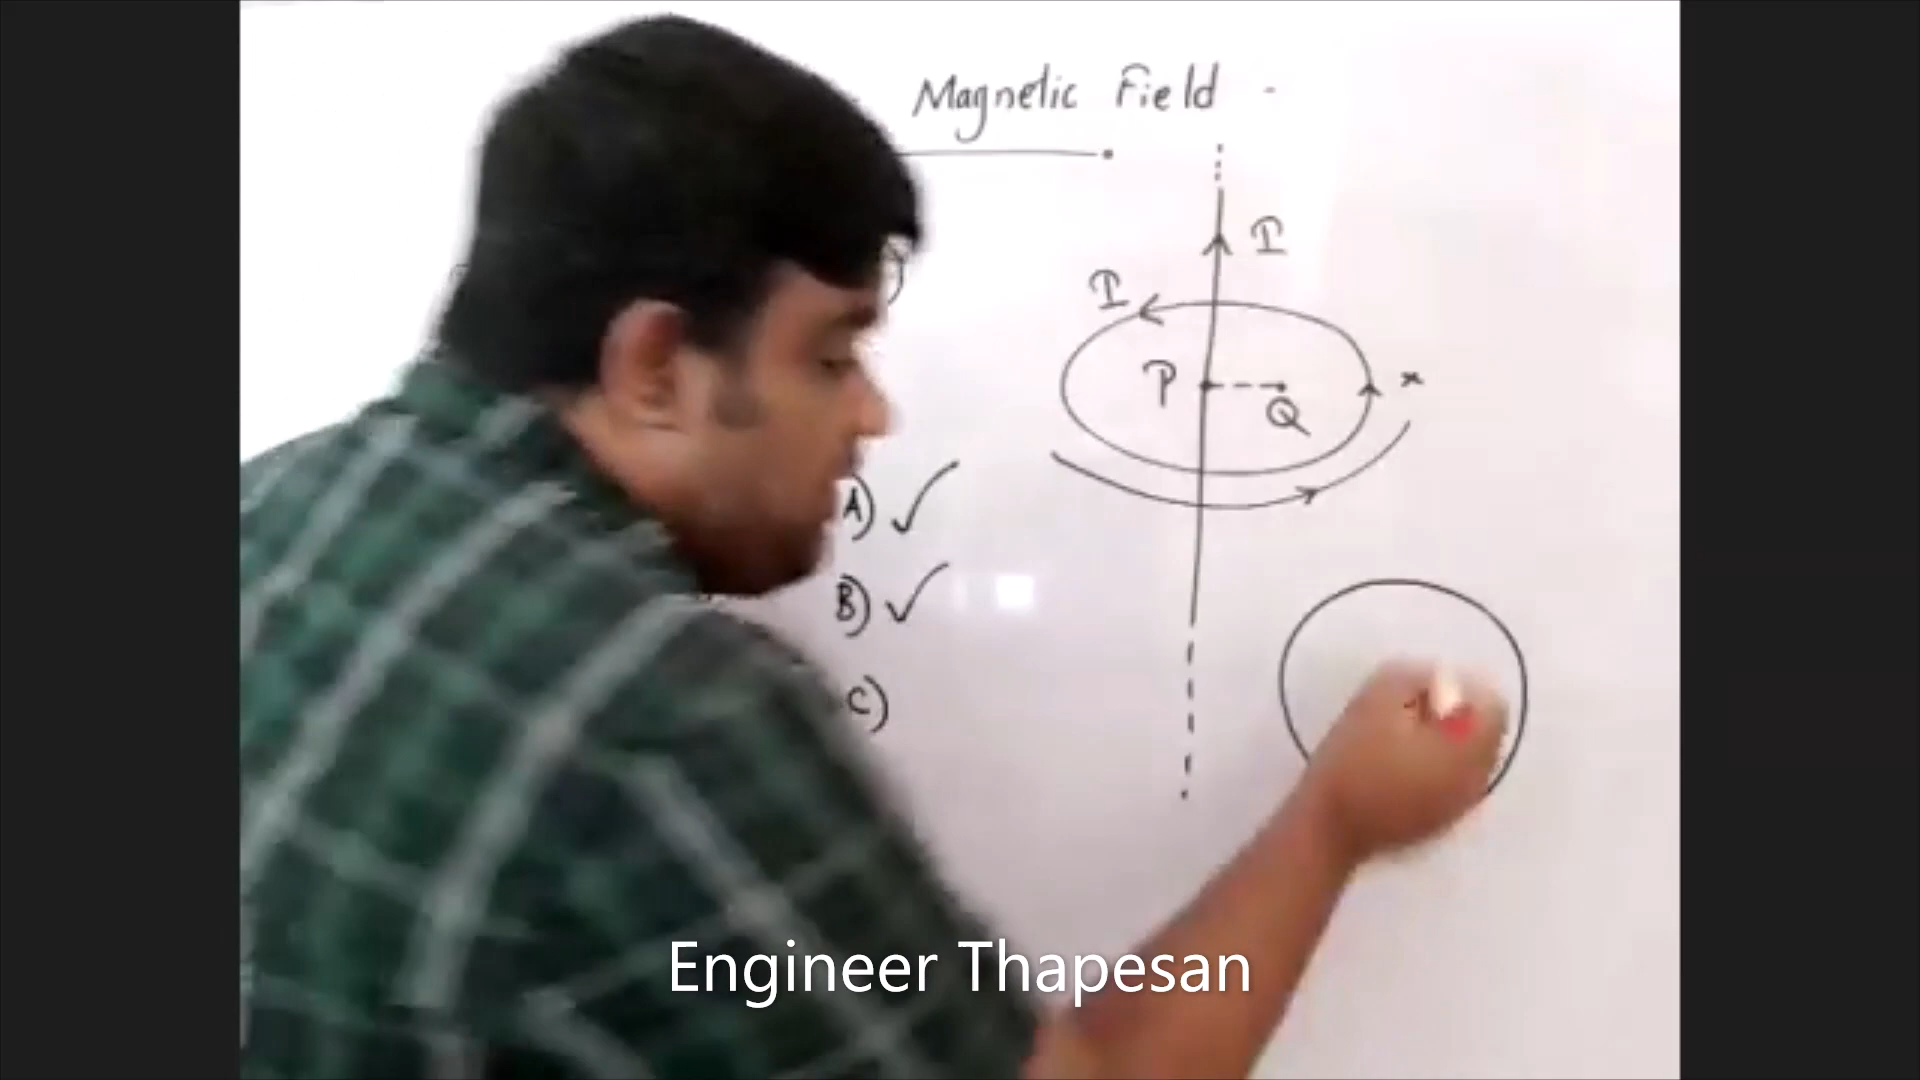 Magnetic Field
I
I
P
Q
A) ✓
B) ✓
C)
Engineer Thapesan